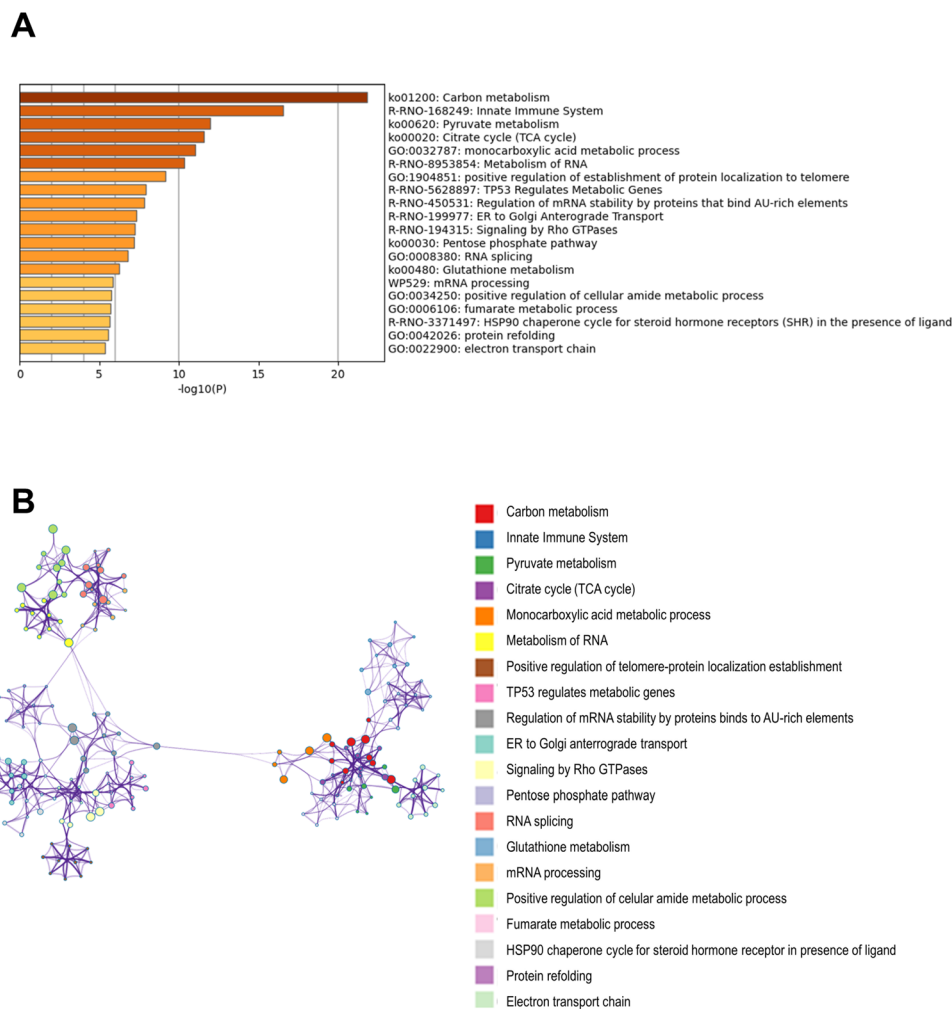 A
ko01200: Carbon metabolism
R-RNO-168249: Innate Immune System
ko00620: Pyruvate metabolism
ko00020: Citrate cycle (TCA cycle)
GO:0032787: monocarboxylic acid metabolic process
R-RNO-8953854: Metabolism of RNA
GO:1904851: positive regulation of establishment of protein localization to telomere
R-RNO-5628897: TP53 Regulates Metabolic Genes
R-RNO-450531: Regulation of mRNA stability by proteins that bind AU-rich elements
R-RNO-199977: ER to Golgi Anterograde Transport
R-RNO-194315: Signaling by Rho GTPases
ko00030: Pentose phosphate pathway
GO:0008380: RNA splicing
ko00480: Glutathione metabolism
WP529: mRNA processing
GO:0034250: positive regulation of cellular amide metabolic process
GO:0006106: fumarate metabolic process
R-RNO-3371497: HSP90 chaperone cycle for steroid hormone receptors (SHR) in the presence of ligand
GO:0042026: protein refolding
GO:0022900: electron transport chain
0 5 10 15 20
-log10(P)
B
Carbon metabolism
Innate Immune System
Pyruvate metabolism
Citrate cycle (TCA cycle)
Monocarboxylic acid metabolic process
Metabolism of RNA
Positive regulation of telomere-protein localization establishment
TP53 regulates metabolic genes
Regulation of mRNA stability by proteins binds to AU-rich elements
ER to Golgi anterrograde transport
Signaling by Rho GTPases
Pentose phosphate pathway
RNA splicing
Glutathione metabolism
mRNA processing
Positive regulation of celular amide metabolic process
Fumarate metabolic process
HSP90 chaperone cycle for steroid hormone receptor in presence of ligand
Protein refolding
Electron transport chain